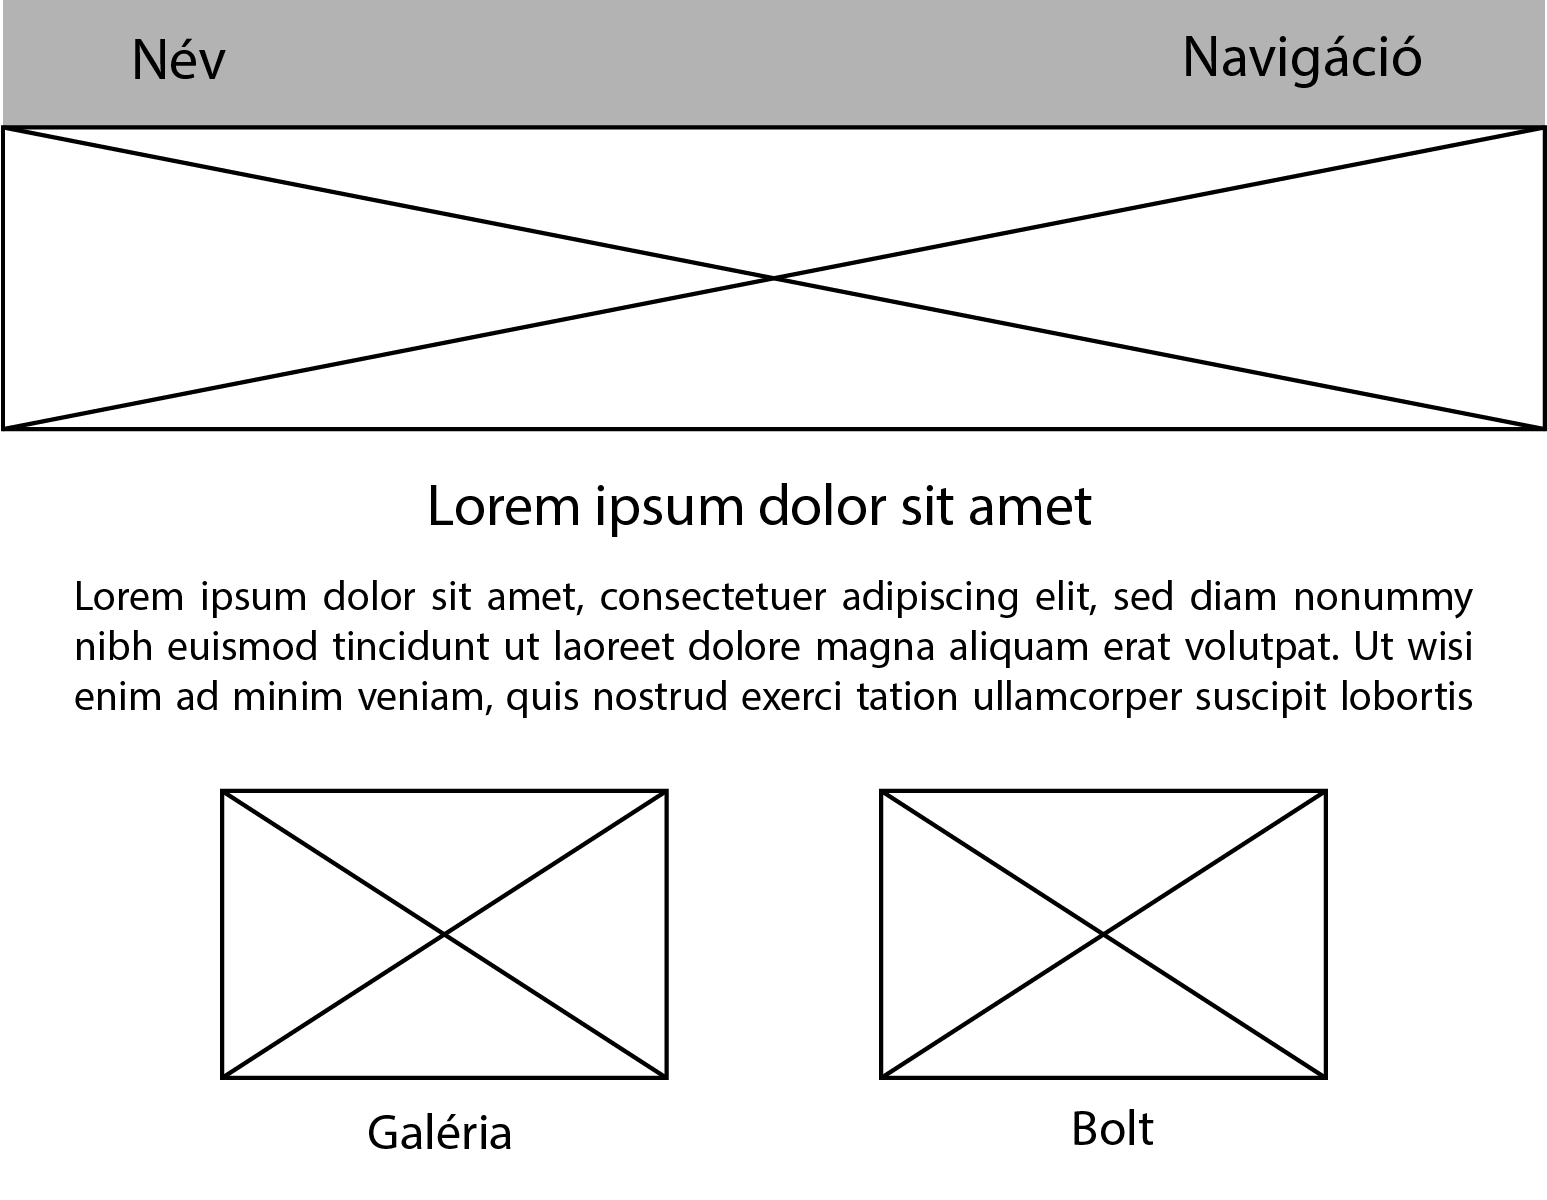 Név
Navigáció
Lorem ipsum dolor sit amet
Lorem ipsum dolor sit amet, consectetuer adipiscing elit, sed diam nonummy
nibh euismod tincidunt ut laoreet dolore magna aliquam erat volutpat. Ut wisi
enim ad minim veniam, quis nostrud exerci tation ullamcorper suscipit lobortis
Galéria
Bolt